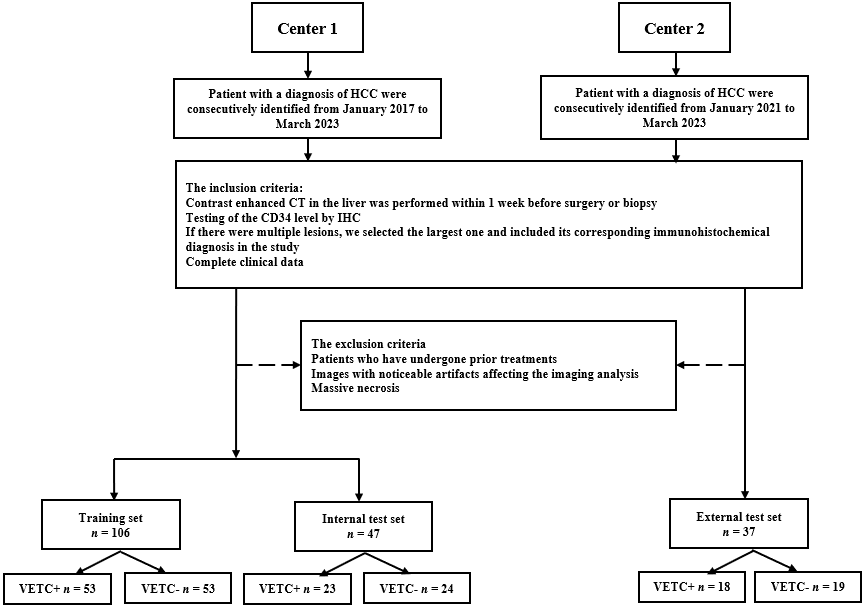 Center 1
Center 2
Patient with a diagnosis of HCC were
consecutively identified from January 2017 to
March 2023
Patient with a diagnosis of HCC were
consecutively identified from January 2021 to
March 2023
The inclusion criteria:
Contrast enhanced CT in the liver was performed within 1 week before surgery or biopsy
Testing of the CD34 level by IHC
If there were multiple lesions, we selected the largest one and included its corresponding immunohistochemical
diagnosis in the study
Complete clinical data
The exclusion criteria
Patients who have undergone prior treatments
Images with noticeable artifacts affecting the imaging analysis
Massive necrosis
Training set
n = 106
Internal test set
n = 47
External test set
n = 37
VETC+ n = 53
VETC- n = 53
VETC+ n = 23
VETC- n = 24
VETC+ n = 18
VETC- n = 19